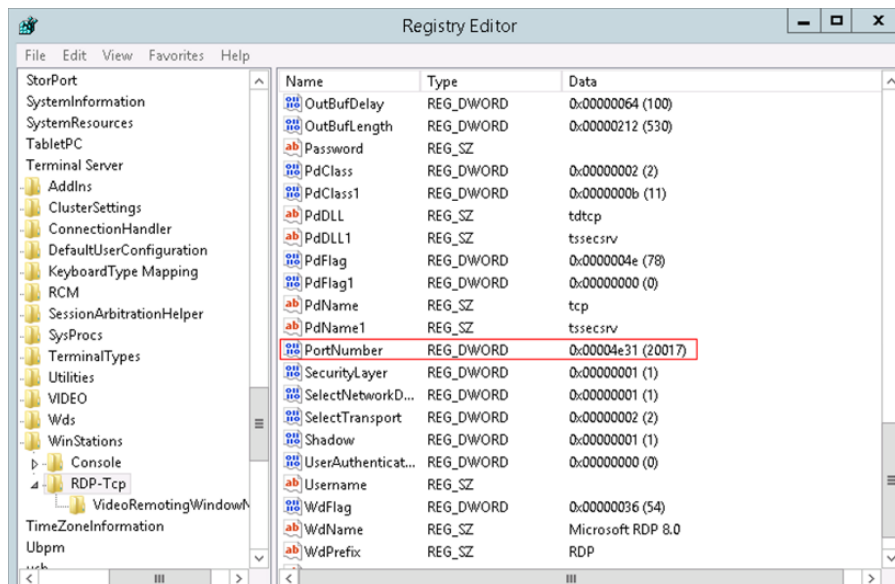 Registry Editor
File Edit View Favorites Help
StorPort
SystemInformation
SystemResources
TabletPC
Terminal Server
AddIns
ClusterSettings
ConnectionHandler
DefaultUserConfiguration
KeyboardType Mapping
RCM
SessionArbitrationHelper
SysProcs
TerminalTypes
Utilities
VIDEO
Wds
WinStations
Console
RDP-Tcp
VideoRemotingWindowN
TimeZoneInformation
Ubpm
Name Type Data
OutBufDelay REG_DWORD 0x00000064 (100)
OutBufLength REG_DWORD 0x00000212 (530)
Password REG_SZ
PdClass REG_DWORD 0x00000002 (2)
PdClass1 REG_DWORD 0x0000000b (11)
PdDLL REG_SZ tdtcp
PdDLL1 REG_SZ tssecsrv
PdFlag REG_DWORD 0x0000004e (78)
PdFlag1 REG_DWORD 0x00000000 (0)
PdName REG_SZ tcp
PdName1 REG_SZ tssecsrv
PortNumber REG_DWORD 0x00004e31 (20017)
SecurityLayer REG_DWORD 0x00000001 (1)
SelectNetworkD... REG_DWORD 0x00000001 (1)
SelectTransport REG_DWORD 0x00000002 (2)
Shadow REG_DWORD 0x00000001 (1)
UserAuthenticat... REG_DWORD 0x00000000 (0)
Username REG_SZ
WdFlag REG_DWORD 0x00000036 (54)
WdName REG_SZ Microsoft RDP 8.0
WdPrefix REG_SZ RDP